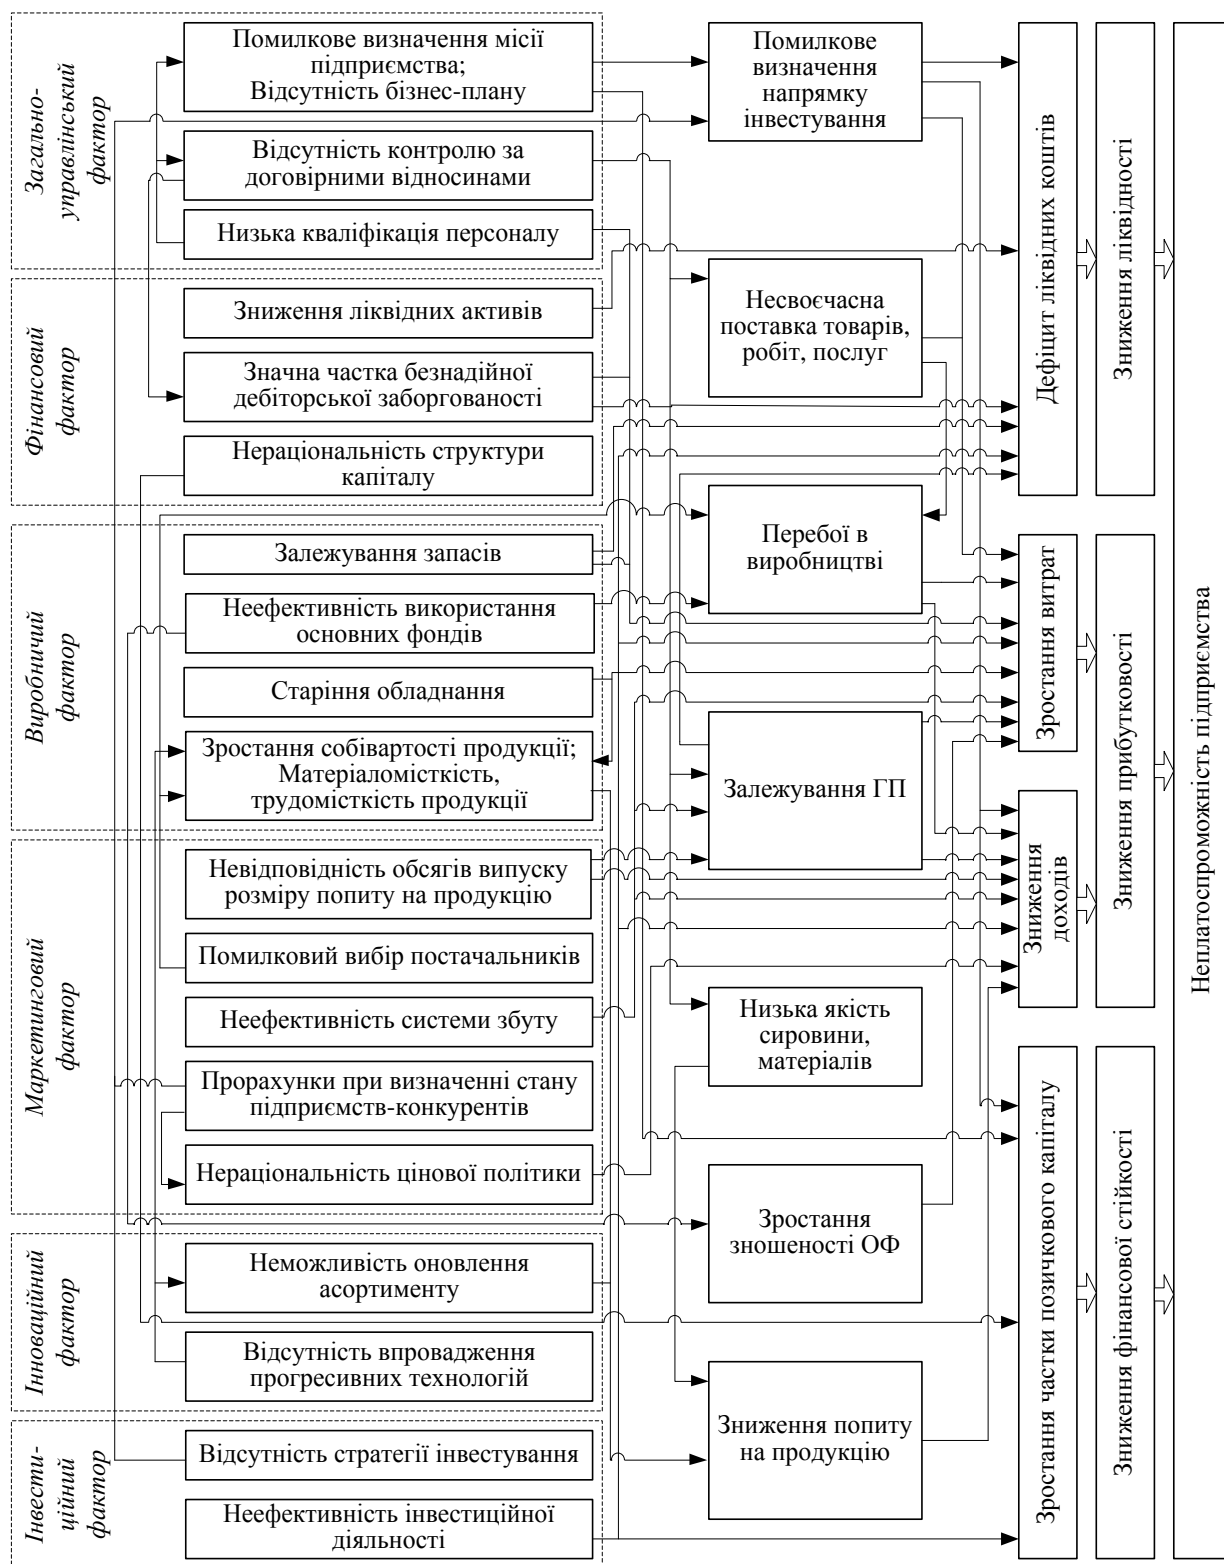 Загально-
управлінський
фактор
Помилкове визначення місії
підприємства;
Відсутність бізнес-плану
Відсутність контролю за
договірними відносинами
Низька кваліфікація персоналу
Фінансовий
фактор
Зниження ліквідних активів
Значна частка безнадійної
дебіторської заборгованості
Нераціональність структури
капіталу
Виробничий
фактор
Залежування запасів
Неефективність використання
основних фондів
Старіння обладнання
Зростання собівартості продукції;
Матеріаломісткість,
трудомісткість продукції
Маркетинговий
фактор
Невідповідність обсягів випуску
розміру попиту на продукцію
Помилковий вибір постачальників
Неефективність системи збуту
Прорахунки при визначенні стану
підприємств-конкурентів
Нераціональність цінової політики
Інноваційний
фактор
Неможливість оновлення
асортименту
Відсутність впровадження
прогресивних технологій
Інвести-
ційний
фактор
Відсутність стратегії інвестування
Неефективність інвестиційної
діяльності
Помилкове
визначення
напрямку
інвестування
Несвоєчасна
поставка товарів,
робіт, послуг
Перебої в
виробництві
Залежування ГП
Низька якість
сировини,
матеріалів
Зростання
зношеності ОФ
Зниження попиту
на продукцію
Дефіцит ліквідних коштів
Зростання витрат
Зниження
доходів
Зростання частки позичкового капіталу
Зниження ліквідності
Зниження прибутковості
Зниження фінансової стійкості
Неплатоспроможність підприємства